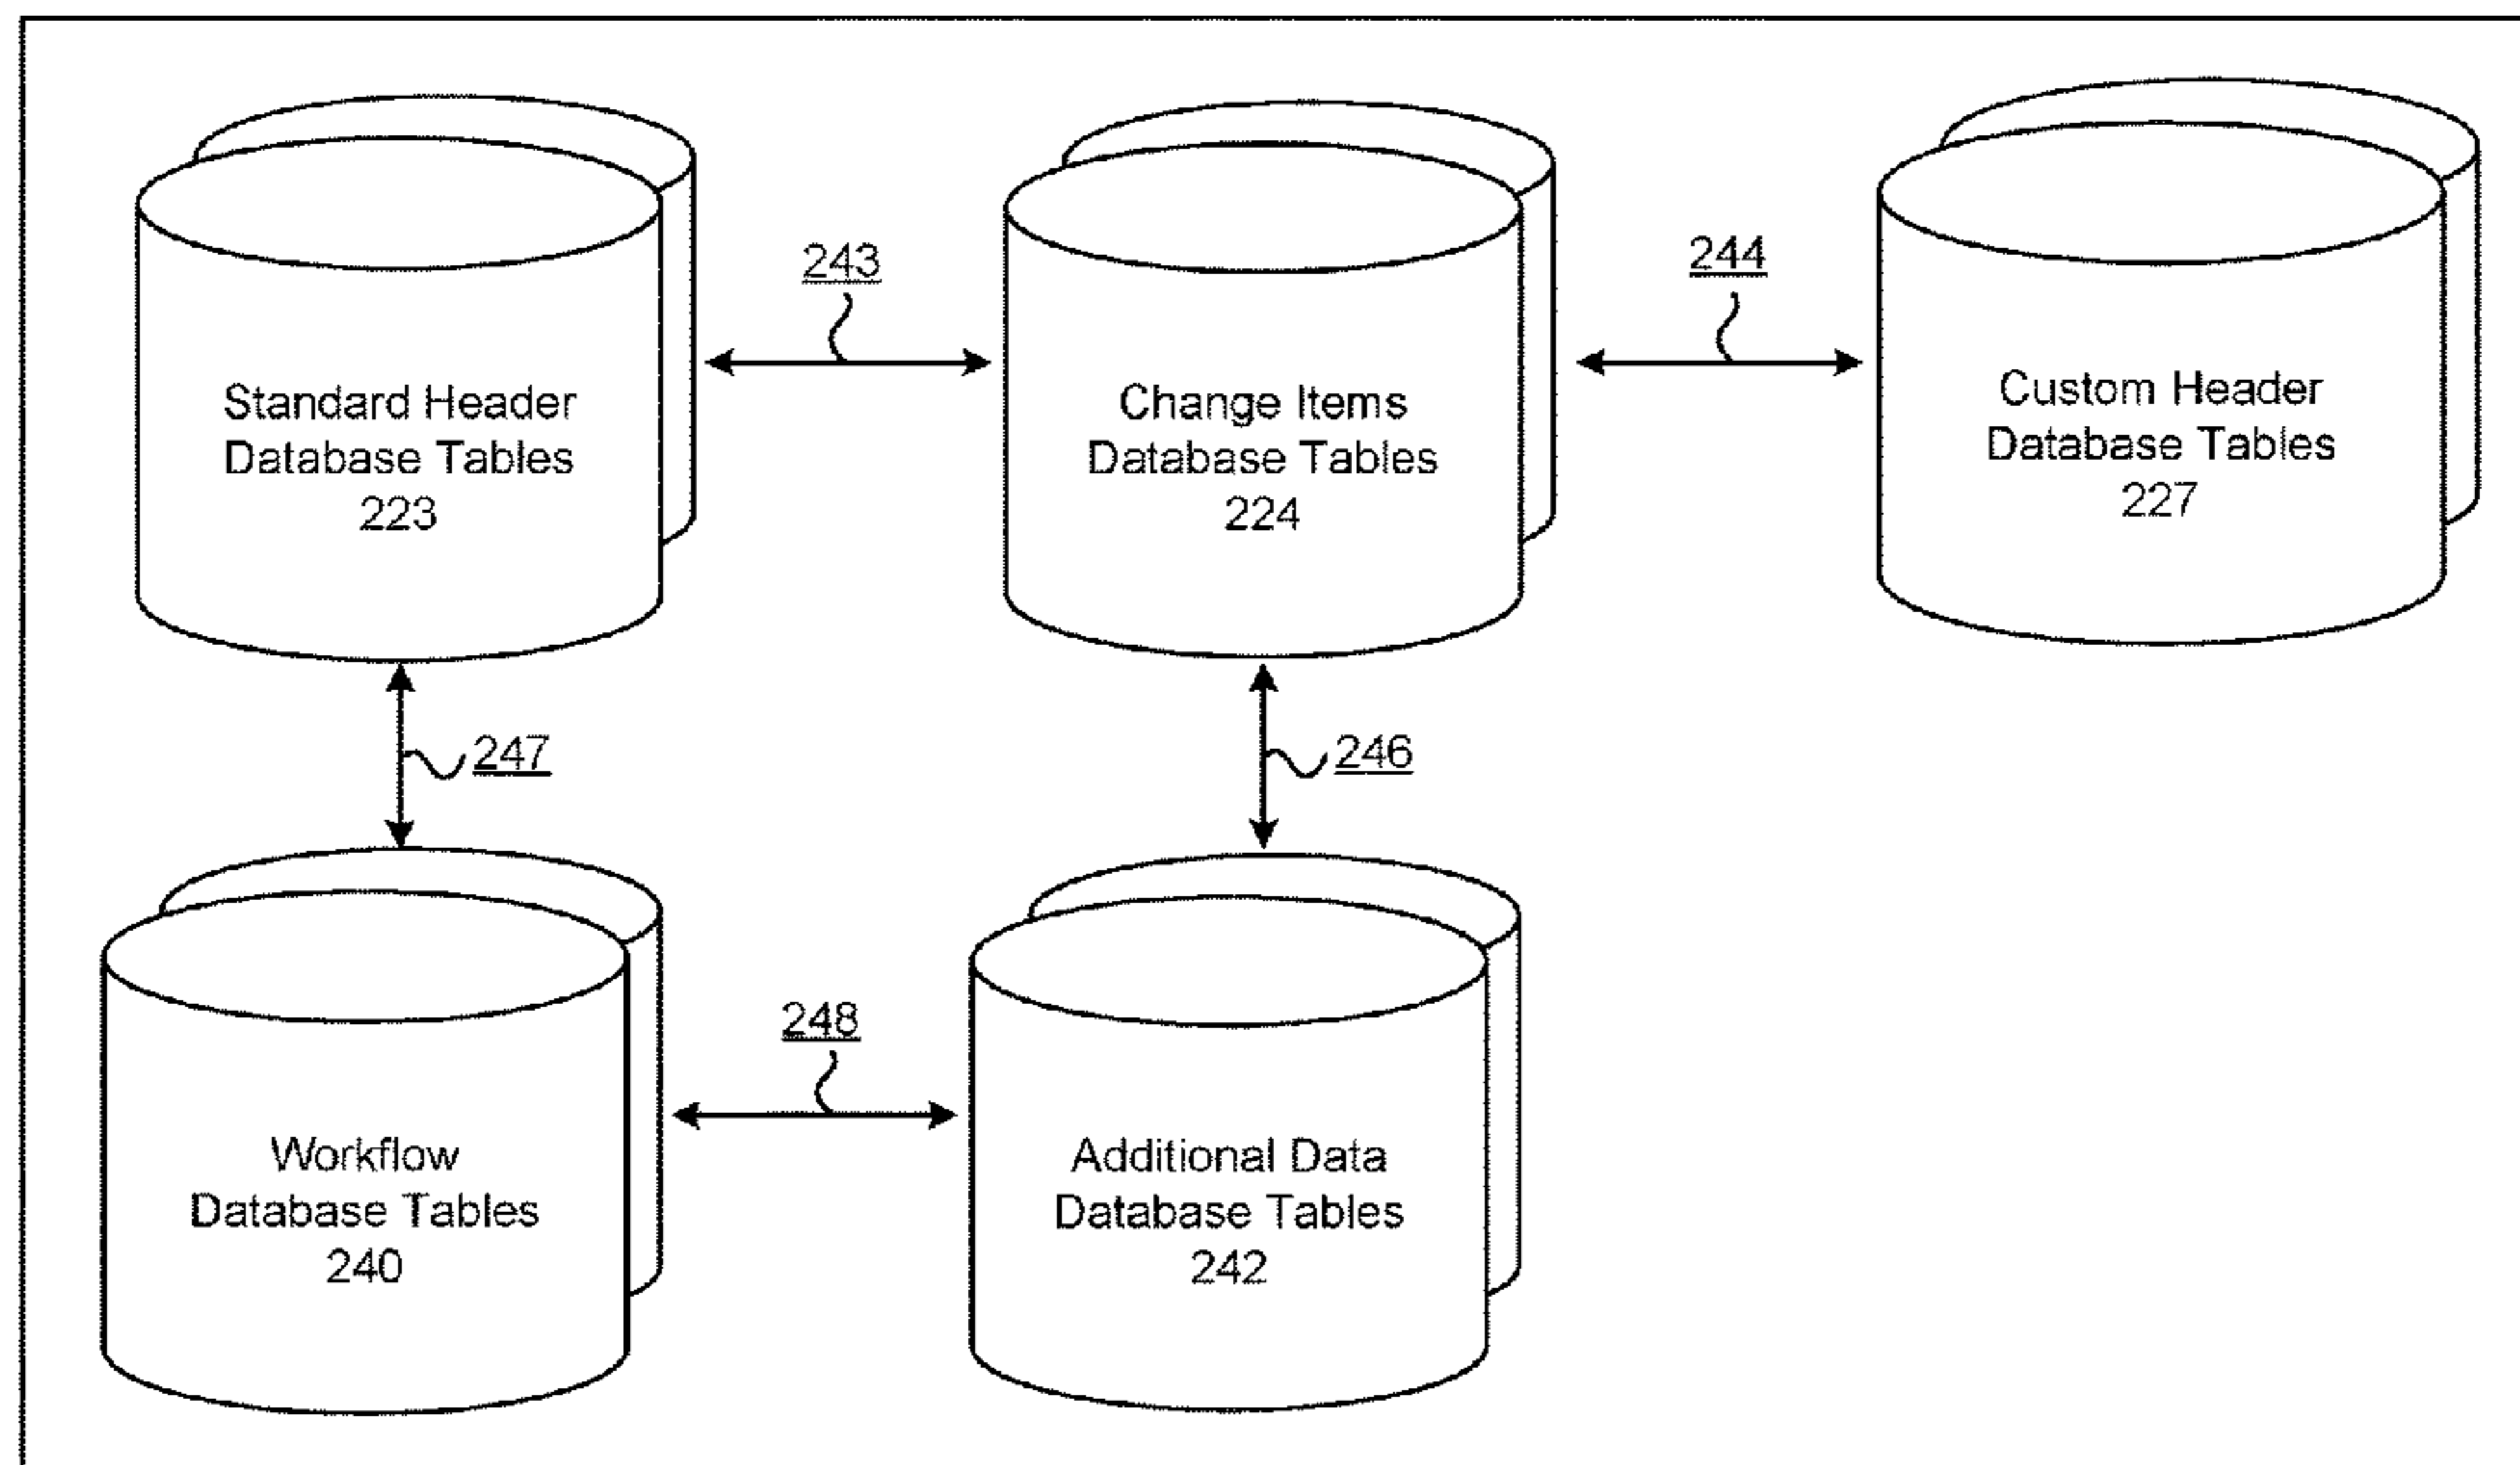 243
244
Standard Header
Database Tables
223
Change Items
Database Tables
224
Custom Header
Database Tables
227
247
246
248
Workflow
Database Tables
240
Additional Data
Database Tables
242